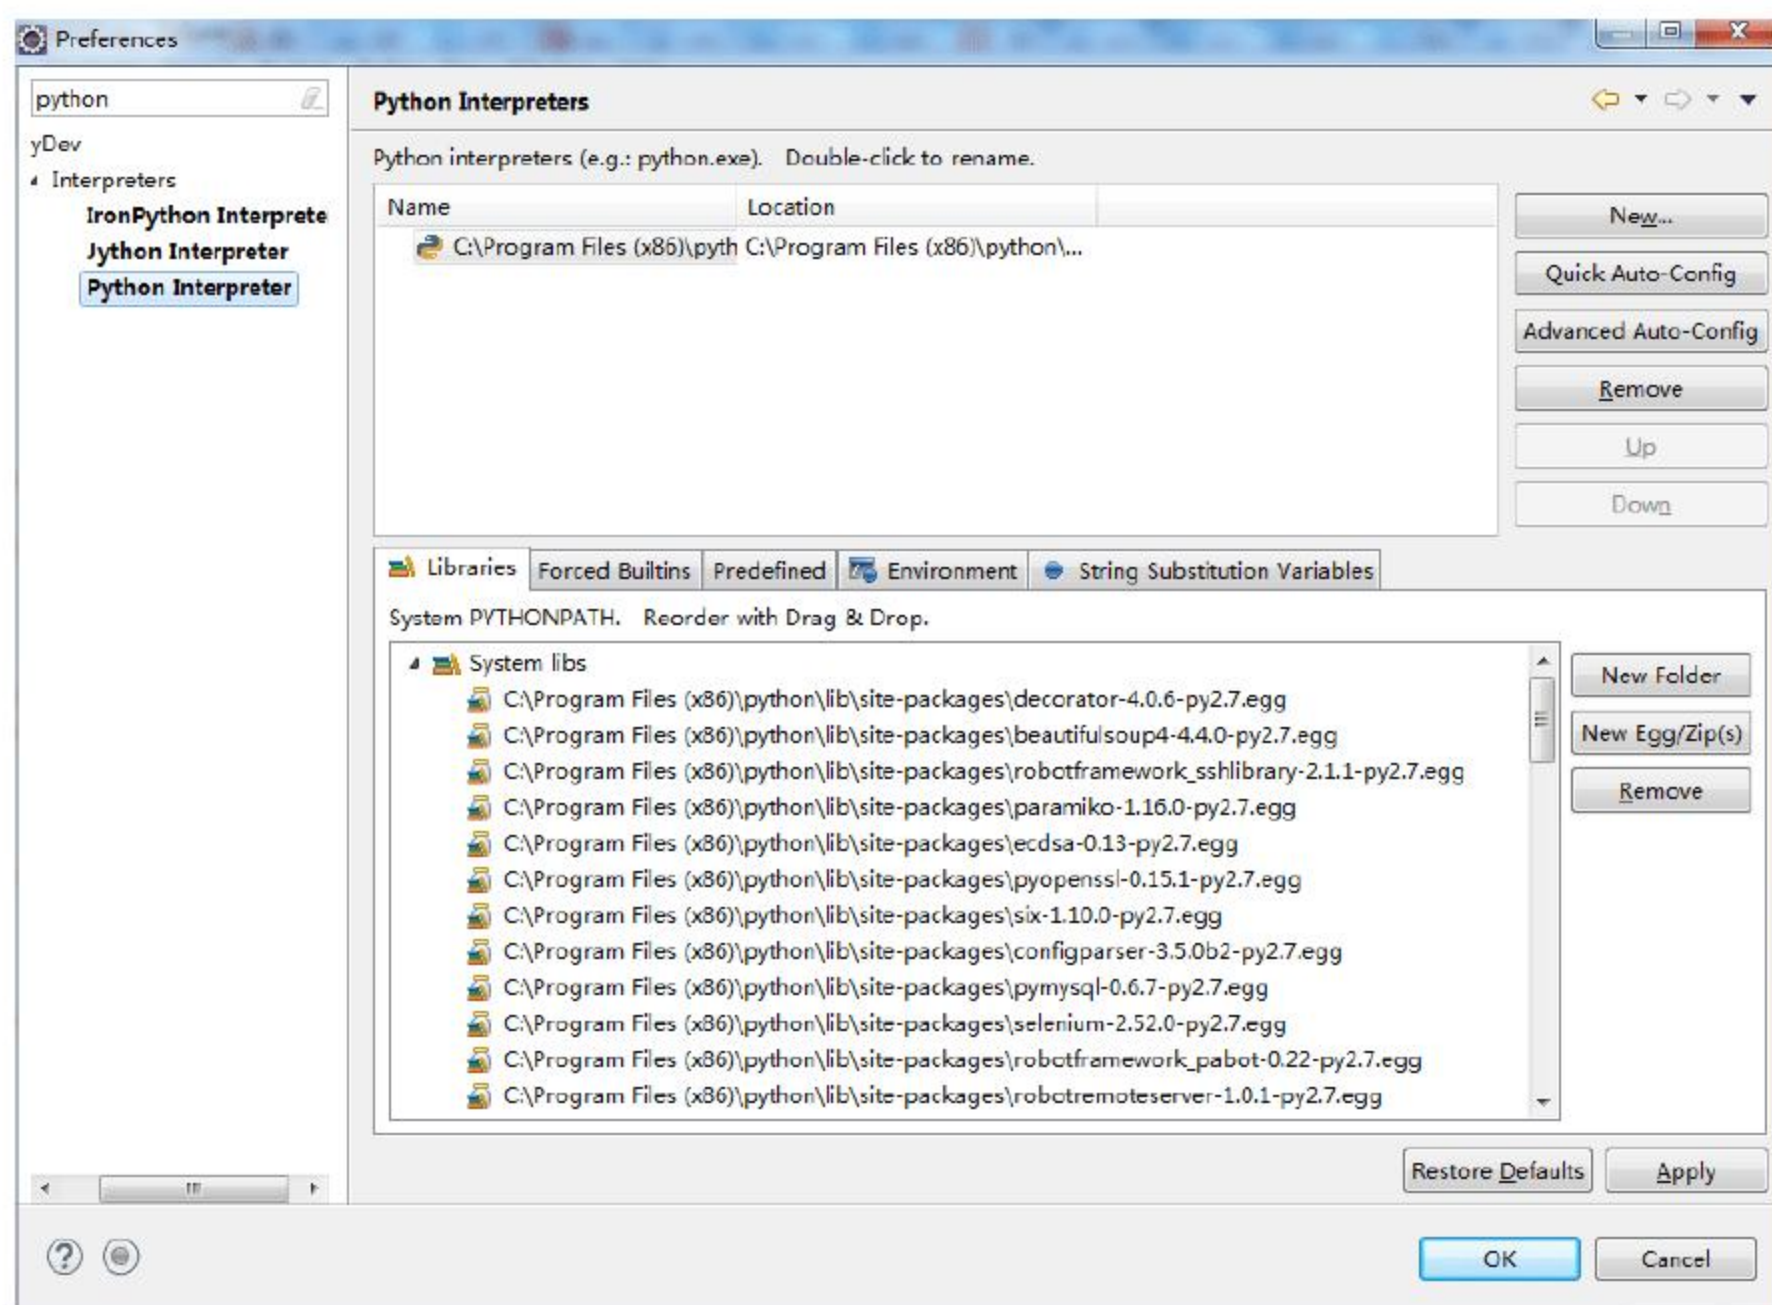 Preferences
python
yDev
Interpreters
IronPython Interprete
Jython Interpreter
Python Interpreter
Python Interpreters
Python interpreters (e.g.: python.exe). Double-click to rename.
Name Location
C:\Program Files (x86)\pyth C:\Program Files (x86)\python\...
New...
Quick Auto-Config
Advanced Auto-Config
Remove
Up
Down
Libraries Forced Builtins Predefined Environment String Substitution Variables
System PYTHONPATH. Reorder with Drag & Drop.
System libs
C:\Program Files (x86)\python\lib\site-packages\decorator-4.0.6-py2.7.egg
C:\Program Files (x86)\python\lib\site-packages\beautifulsoup4-4.4.0-py2.7.egg
C:\Program Files (x86)\python\lib\site-packages\robotframework_sshlibrary-2.1.1-py2.7.egg
C:\Program Files (x86)\python\lib\site-packages\paramiko-1.16.0-py2.7.egg
C:\Program Files (x86)\python\lib\site-packages\ecdsa-0.13-py2.7.egg
C:\Program Files (x86)\python\lib\site-packages\pyopenssl-0.15.1-py2.7.egg
C:\Program Files (x86)\python\lib\site-packages\six-1.10.0-py2.7.egg
C:\Program Files (x86)\python\lib\site-packages\configparser-3.5.0b2-py2.7.egg
C:\Program Files (x86)\python\lib\site-packages\pymysql-0.6.7-py2.7.egg
C:\Program Files (x86)\python\lib\site-packages\selenium-2.52.0-py2.7.egg
C:\Program Files (x86)\python\lib\site-packages\robotframework_pabot-0.22-py2.7.egg
C:\Program Files (x86)\python\lib\site-packages\robotremoteserver-1.0.1-py2.7.egg
New Folder
New Egg/Zip(s)
Remove
Restore Defaults Apply
OK Cancel